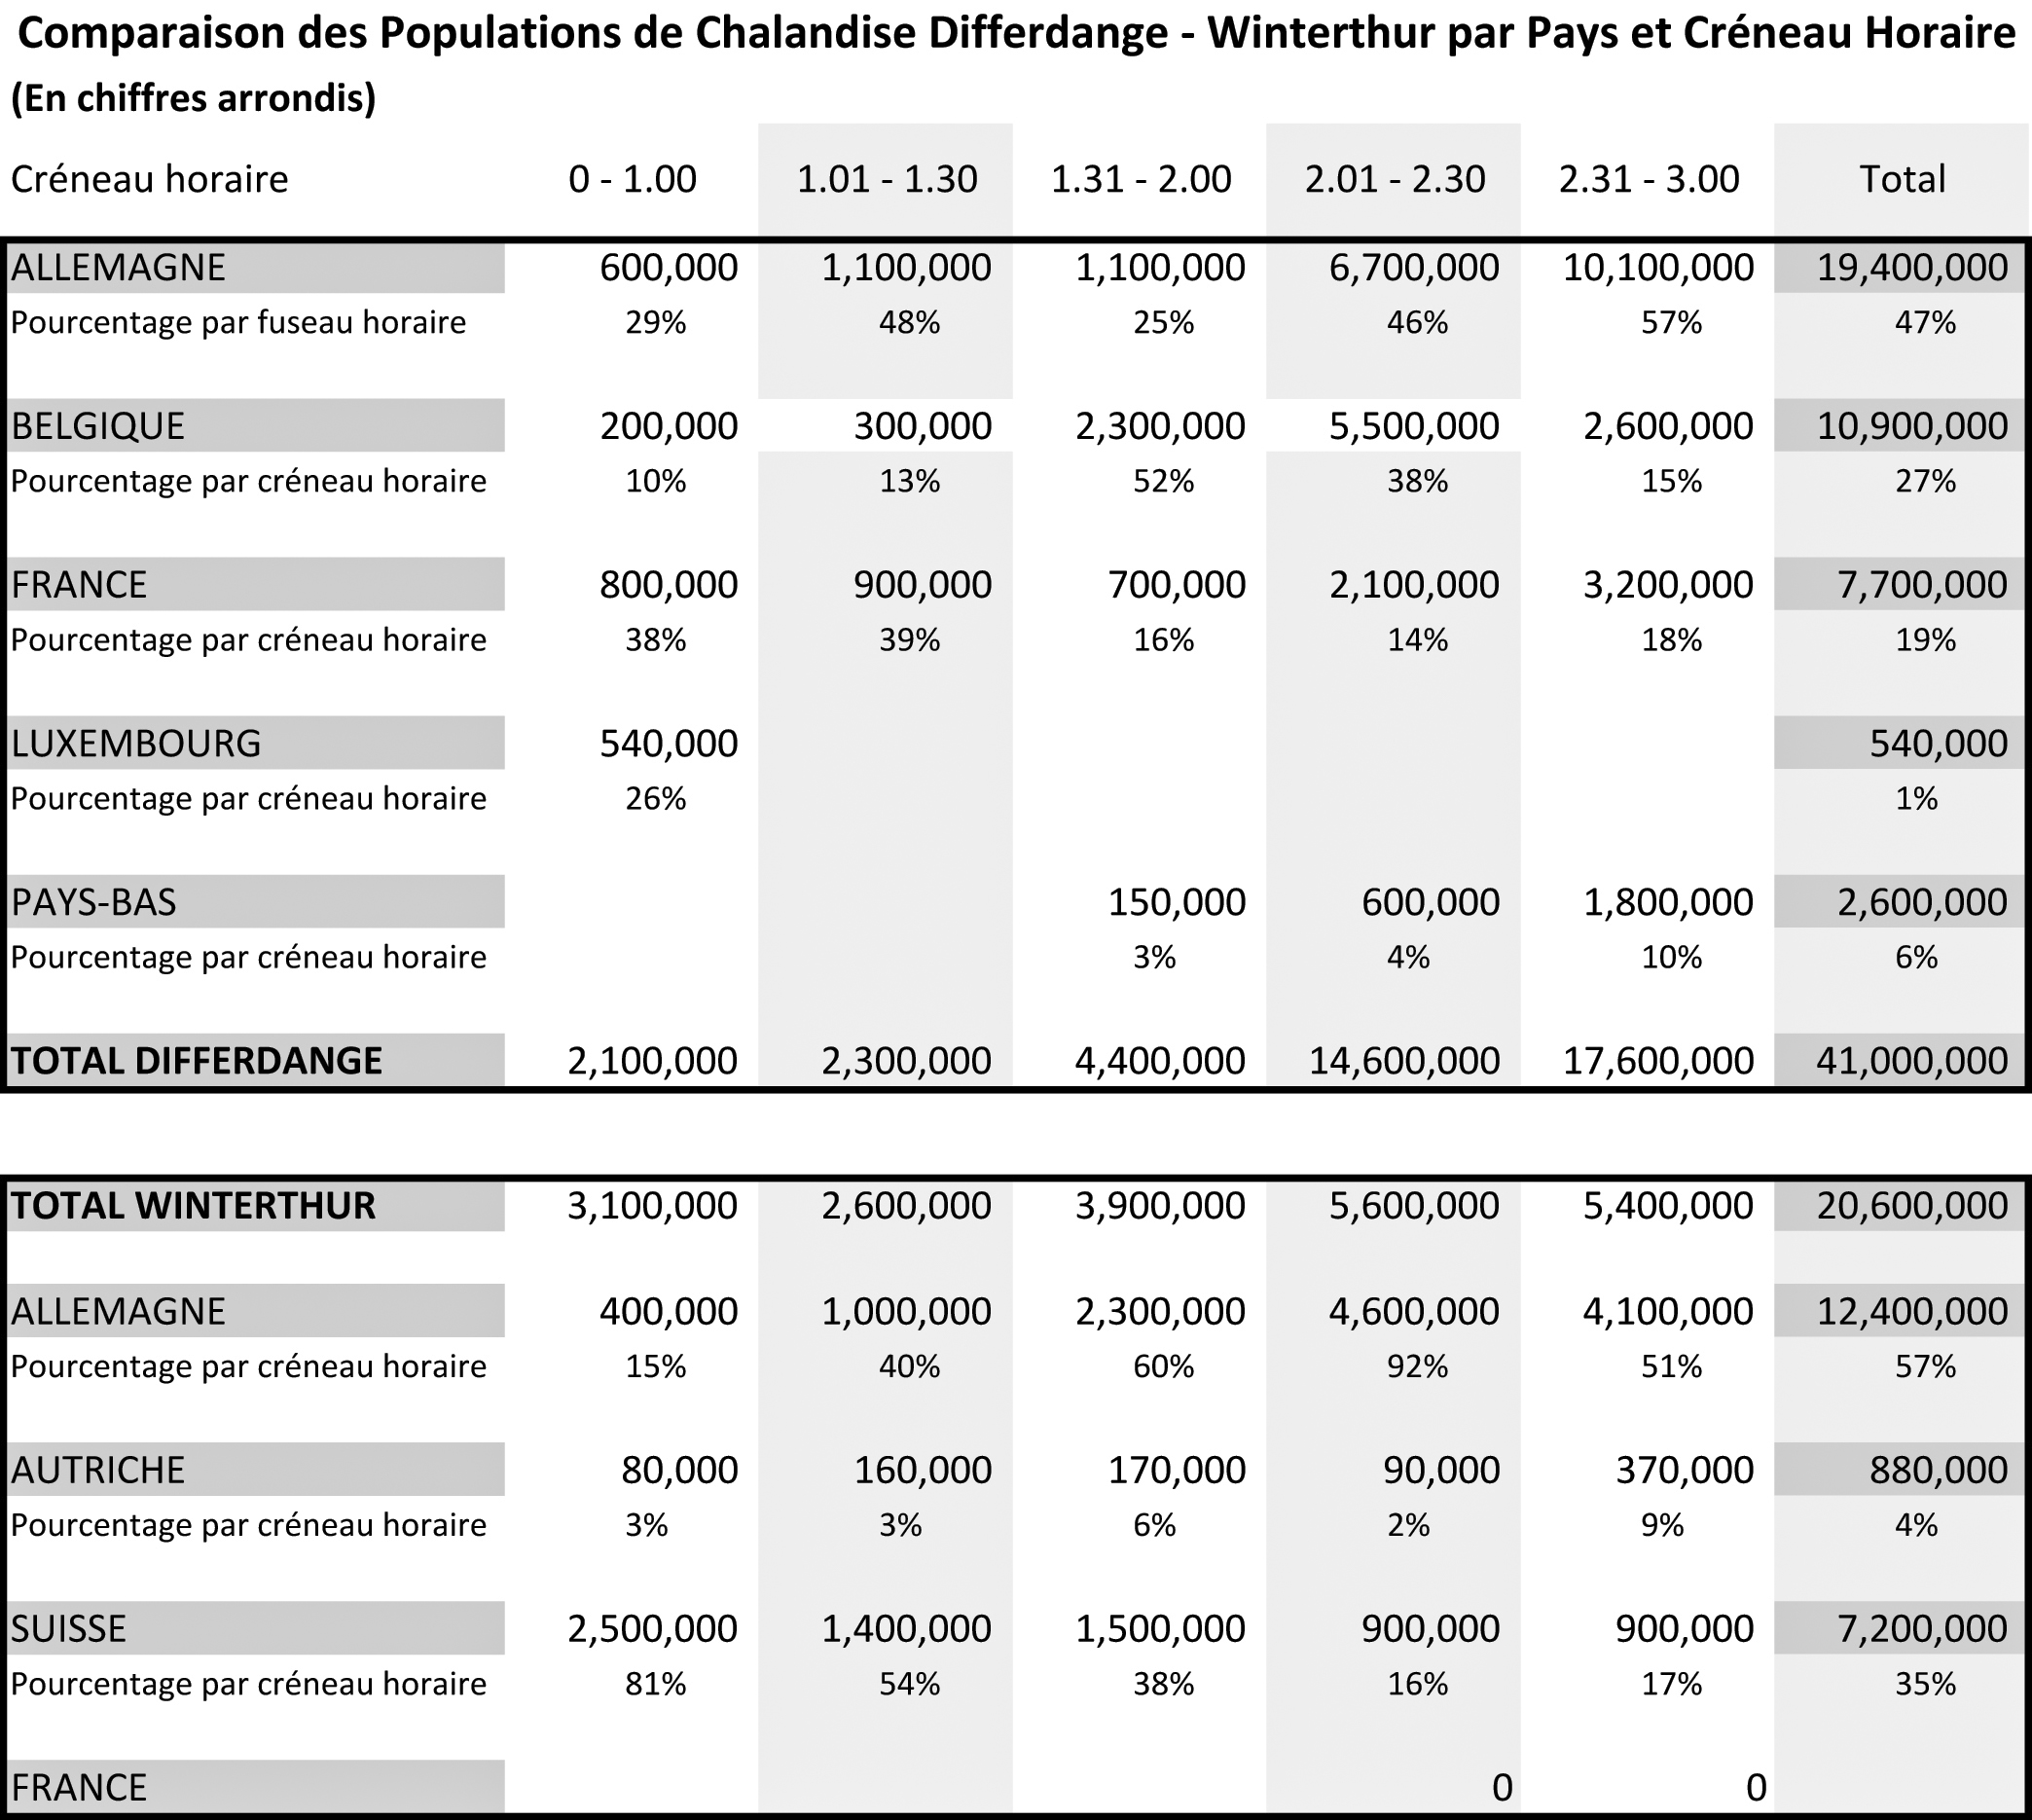 Comparaison des Populations de Chalandise Differdange - Winterthur par Pays et Créneau Horaire
(En chiffres arrondis)
Créneau horaire 0 - 1.00 1.01 - 1.30 1.31 - 2.00 2.01 - 2.30 2.31 - 3.00 Total
ALLEMAGNE 600,000 1,100,000 1,100,000 6,700,000 10,100,000 19,400,000
Pourcentage par fuseau horaire 29% 48% 25% 46% 57% 47%
BELGIQUE 200,000 300,000 2,300,000 5,500,000 2,600,000 10,900,000
Pourcentage par créneau horaire 10% 13% 52% 38% 15% 27%
FRANCE 800,000 900,000 700,000 2,100,000 3,200,000 7,700,000
Pourcentage par créneau horaire 38% 39% 16% 14% 18% 19%
LUXEMBOURG 540,000 540,000
Pourcentage par créneau horaire 26% 1%
PAYS-BAS 150,000 600,000 1,800,000 2,600,000
Pourcentage par créneau horaire 3% 4% 10% 6%
TOTAL DIFFERDANGE 2,100,000 2,300,000 4,400,000 14,600,000 17,600,000 41,000,000
TOTAL WINTERTHUR 3,100,000 2,600,000 3,900,000 5,600,000 5,400,000 20,600,000
ALLEMAGNE 400,000 1,000,000 2,300,000 4,600,000 4,100,000 12,400,000
Pourcentage par créneau horaire 15% 40% 60% 92% 51% 57%
AUTRICHE 80,000 160,000 170,000 90,000 370,000 880,000
Pourcentage par créneau horaire 3% 3% 6% 2% 9% 4%
SUISSE 2,500,000 1,400,000 1,500,000 900,000 900,000 7,200,000
Pourcentage par créneau horaire 81% 54% 38% 16% 17% 35%
FRANCE 0 0